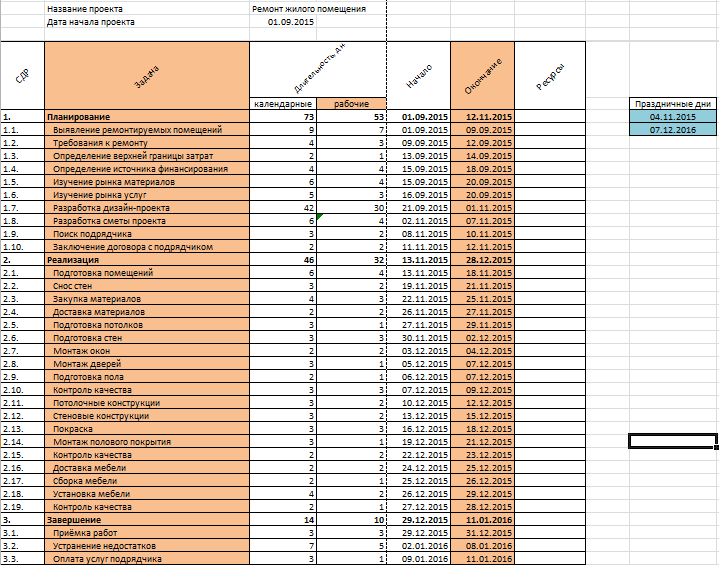 Название проекта Ремонт жилого помещения
Дата начала проекта 01.09.2015
СДР Задача Длительность, дн Начало Окончание Ресурсы
календарные рабочие Праздничные дни
1. Планирование 73 53 01.09.2015 12.11.2015 04.11.2015
1.1. Выявление ремонтируемых помещений 9 7 01.09.2015 09.09.2015 07.12.2016
1.2. Требования к ремонту 4 3 09.09.2015 12.09.2015
1.3. Определение верхней границы затрат 2 1 13.09.2015 14.09.2015
1.4. Определение источника финансирования 4 4 15.09.2015 18.09.2015
1.5. Изучение рынка материалов 6 4 15.09.2015 20.09.2015
1.6. Изучение рынка услуг 5 3 16.09.2015 20.09.2015
1.7. Разработка дизайн-проекта 42 30 21.09.2015 01.11.2015
1.8. Разработка сметы проекта 6 4 02.11.2015 07.11.2015
1.9. Поиск подрядчика 3 2 08.11.2015 10.11.2015
1.10. Заключение договора с подрядчиком 2 2 11.11.2015 12.11.2015
2. Реализация 46 32 13.11.2015 28.12.2015
2.1. Подготовка помещений 6 4 13.11.2015 18.11.2015
2.2. Снос стен 3 2 19.11.2015 21.11.2015
2.3. Закупка материалов 4 3 22.11.2015 25.11.2015
2.4. Доставка материалов 2 2 26.11.2015 27.11.2015
2.5. Подготовка потолков 3 1 27.11.2015 29.11.2015
2.6. Подготовка стен 3 3 30.11.2015 02.12.2015
2.7. Монтаж окон 2 2 03.12.2015 04.12.2015
2.8. Монтаж дверей 3 1 05.12.2015 07.12.2015
2.9. Подготовка пола 2 1 06.12.2015 07.12.2015
2.10. Контроль качества 3 3 07.12.2015 09.12.2015
2.11. Потолочные конструкции 3 2 10.12.2015 12.12.2015
2.12. Стеновые конструкции 3 2 13.12.2015 15.12.2015
2.13. Покраска 3 3 16.12.2015 18.12.2015
2.14. Монтаж полового покрытия 3 1 19.12.2015 21.12.2015
2.15. Контроль качества 2 2 22.12.2015 23.12.2015
2.16. Доставка мебели 2 2 24.12.2015 25.12.2015
2.17. Сборка мебели 2 1 25.12.2015 26.12.2015
2.18. Установка мебели 4 2 26.12.2015 29.12.2015
2.19. Контроль качества 2 1 27.12.2015 28.12.2015
3. Завершение 14 10 29.12.2015 11.01.2016
3.1. Приёмка работ 3 3 29.12.2015 31.12.2015
3.2. Устранение недостатков 7 5 02.01.2016 08.01.2016
3.3. Оплата услуг подрядчика 3 1 09.01.2016 11.01.2016